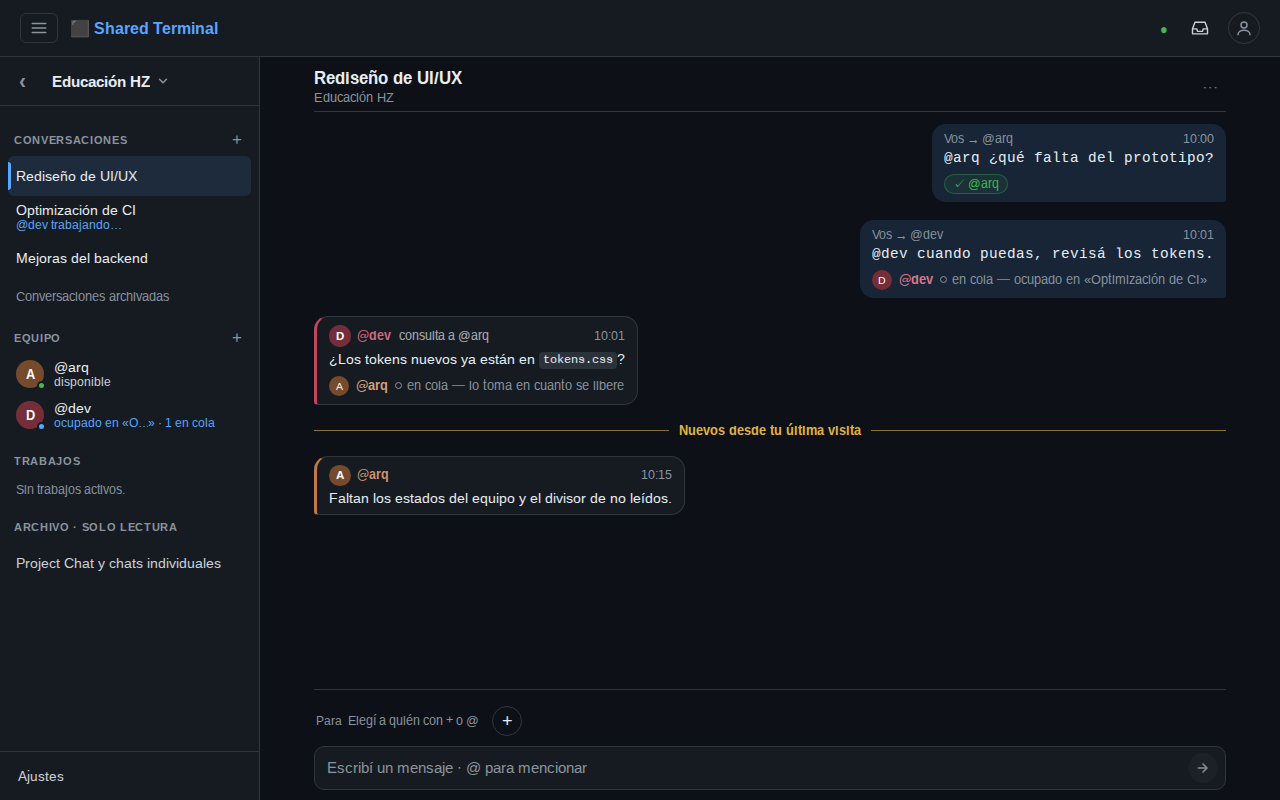 Shared Terminal
Educación HZ
CONVERSACIONES
Rediseño de UI/UX
Optimización de CI
@dev trabajando…
Mejoras del backend
Conversaciones archivadas
EQUIPO
A
@arq
disponible
D
@dev
ocupado en «O…» · 1 en cola
TRABAJOS
Sin trabajos activos.
ARCHIVO · SOLO LECTURA
Project Chat y chats individuales
Ajustes
Rediseño de UI/UX
Educación HZ
Vos → @arq 10:00
@arq ¿qué falta del prototipo?
✓ @arq
Vos → @dev 10:01
@dev cuando puedas, revisá los tokens.
D @dev ○ en cola — ocupado en «Optimización de CI»
D @dev consulta a @arq 10:01
¿Los tokens nuevos ya están en tokens.css?
A @arq ○ en cola — lo toma en cuanto se libere
Nuevos desde tu última visita
A @arq 10:15
Faltan los estados del equipo y el divisor de no leídos.
Para Elegí a quién con + o @ +
Escribí un mensaje · @ para mencionar